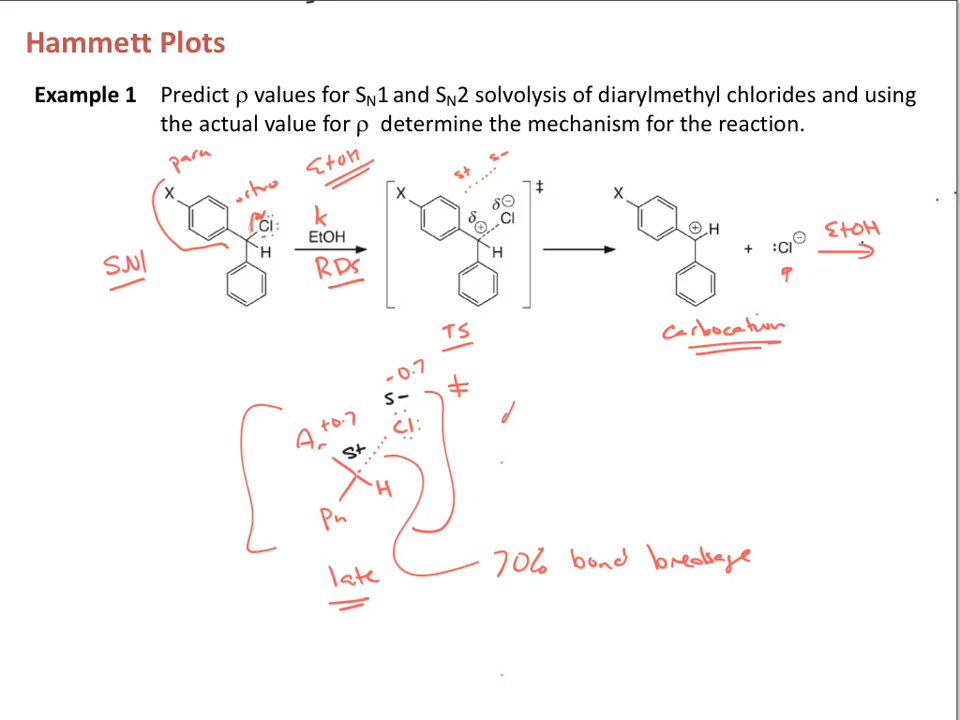 Hammett Plots
Example 1 Predict ρ values for SN1 and SN2 solvolysis of diarylmethyl chlorides and using
the actual value for ρ determine the mechanism for the reaction.
para
X
Cl:
H
SN1
EtOH
k
EtOH
RDS
δ+ δ-
X
δ⊖
Cl
δ
⊕
H
‡
TS
X
⊕ H
carbocation
+ :Cl⊖
EtOH
-0.7
δ-
Cl:
+0.7
Ar
δ+
H
Ph
‡
late
70% bond breakage